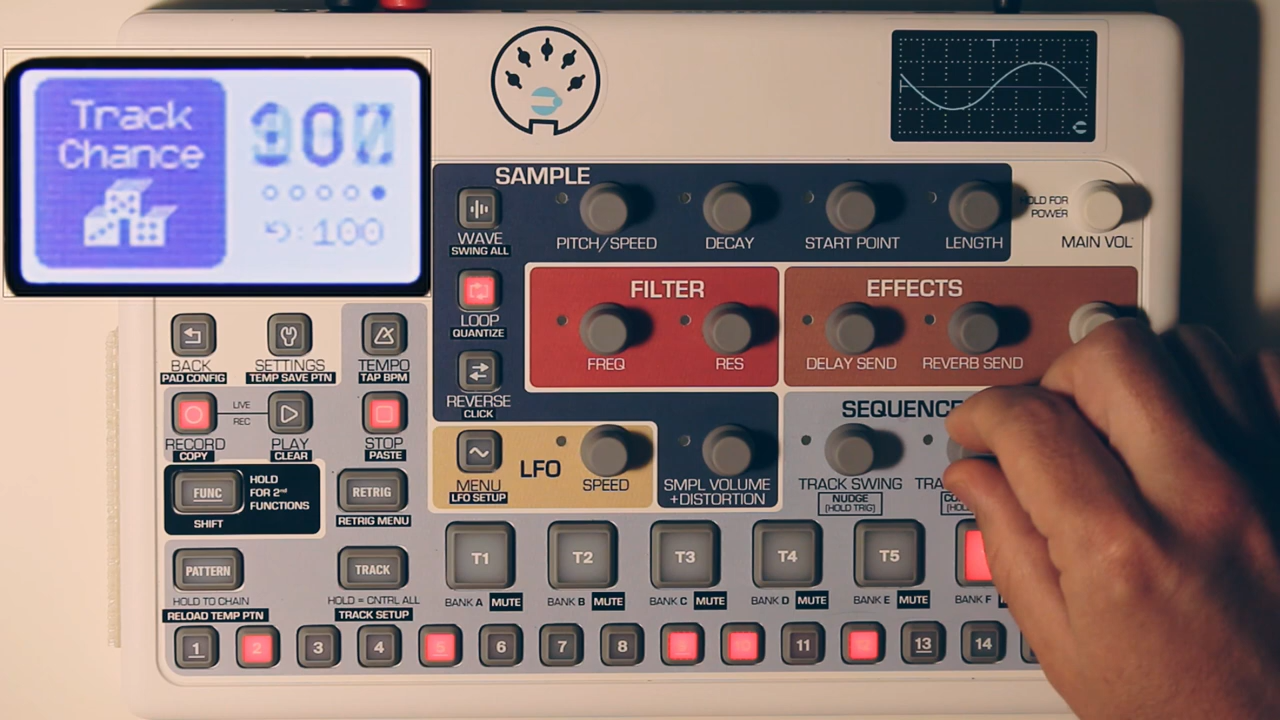 Track
Chance
:100
SAMPLE
WAVE
SWING ALL
PITCH/SPEED
DECAY
START POINT
LENGTH
HOLD FOR
POWER
MAIN VOL
LOOP
QUANTIZE
FILTER
FREQ
RES
EFFECTS
DELAY SEND
REVERB SEND
BACK
PAD CONFIG
SETTINGS
TEMP SAVE PTN
TEMPO
TAP BPM
REVERSE
CLICK
RECORD
COPY
LIVE
REC
PLAY
CLEAR
STOP
PASTE
MENU
LFO SETUP
LFO
SPEED
SMPL VOLUME
+DISTORTION
SEQUENCE
TRACK SWING
NUDGE
[HOLD TRIG]
FUNC
SHIFT
HOLD
FOR 2nd
FUNCTIONS
RETRIG
RETRIG MENU
PATTERN
HOLD TO CHAIN
RELOAD TEMP PTN
TRACK
HOLD = CNTRL ALL
TRACK SETUP
T1 T2 T3 T4 T5
BANK A MUTE BANK B MUTE BANK C MUTE BANK D MUTE BANK E MUTE BANK F
1 2 3 4 5 6 7 8 9 10 11 12 13 14